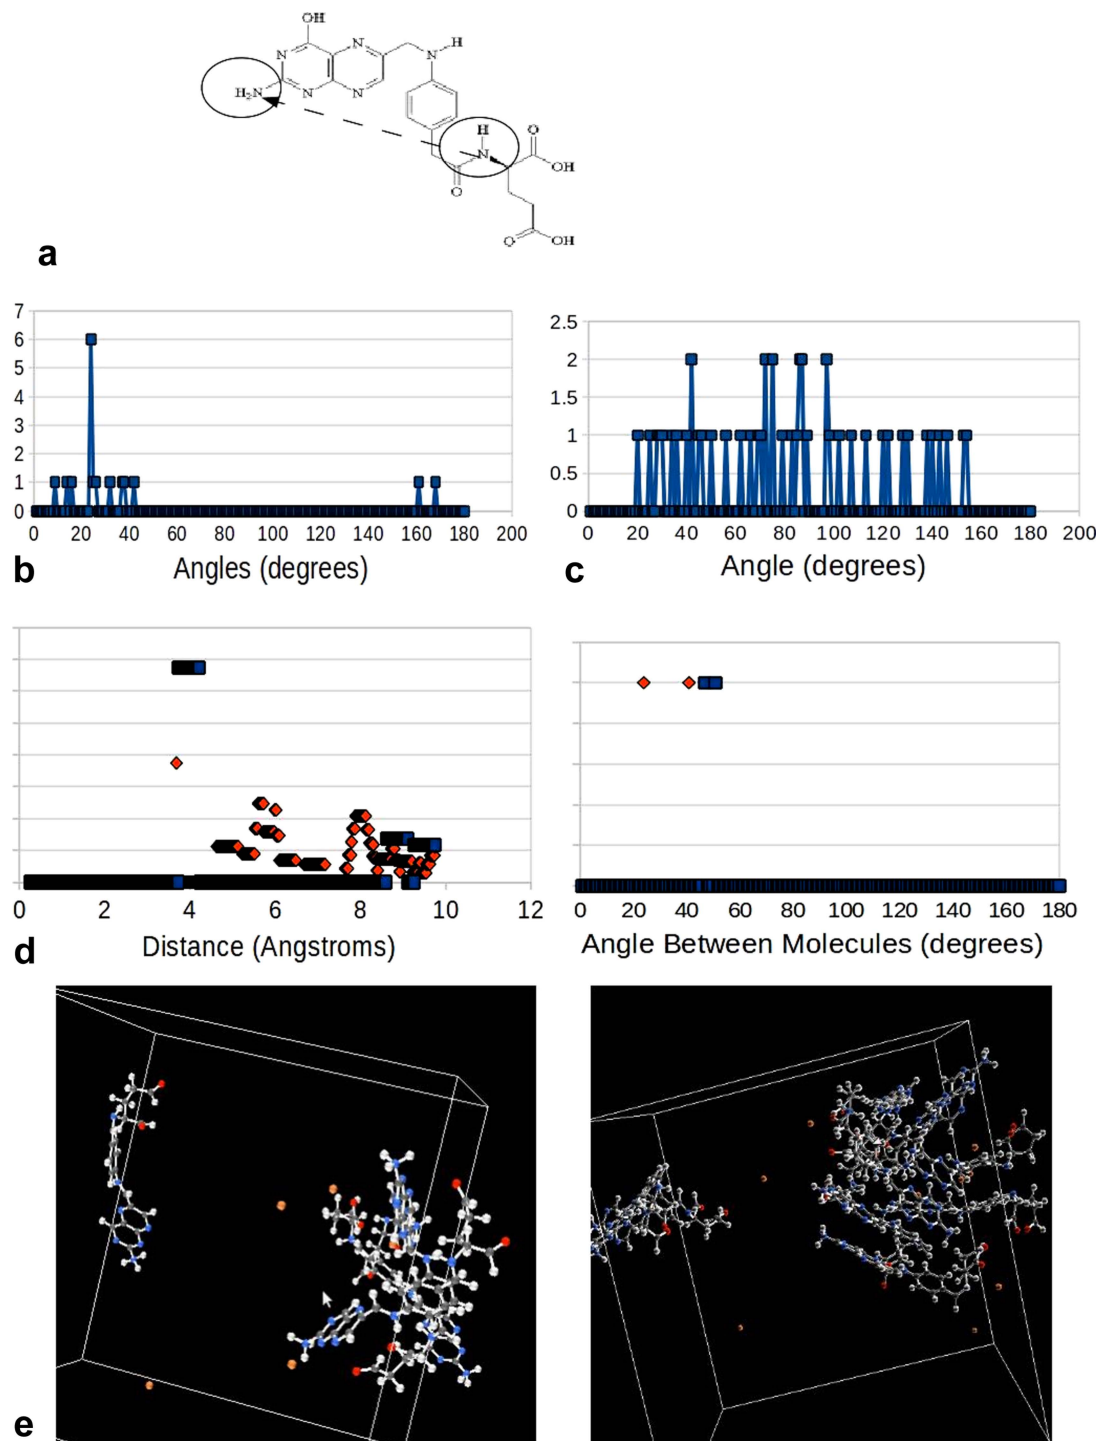 a
OH
N
N
N
H
H₂N
N
N
H
N
O
OH
O
O
OH
7
6
5
4
3
2
1
0
0 20 40 60 80 100 120 140 160 180 200
Angles (degrees)
b
2.5
2
1.5
1
0.5
0
0 20 40 60 80 100 120 140 160 180 200
Angle (degrees)
c
0 2 4 6 8 10 12
Distance (Angstroms)
d
0 20 40 60 80 100 120 140 160 180
Angle Between Molecules (degrees)
e